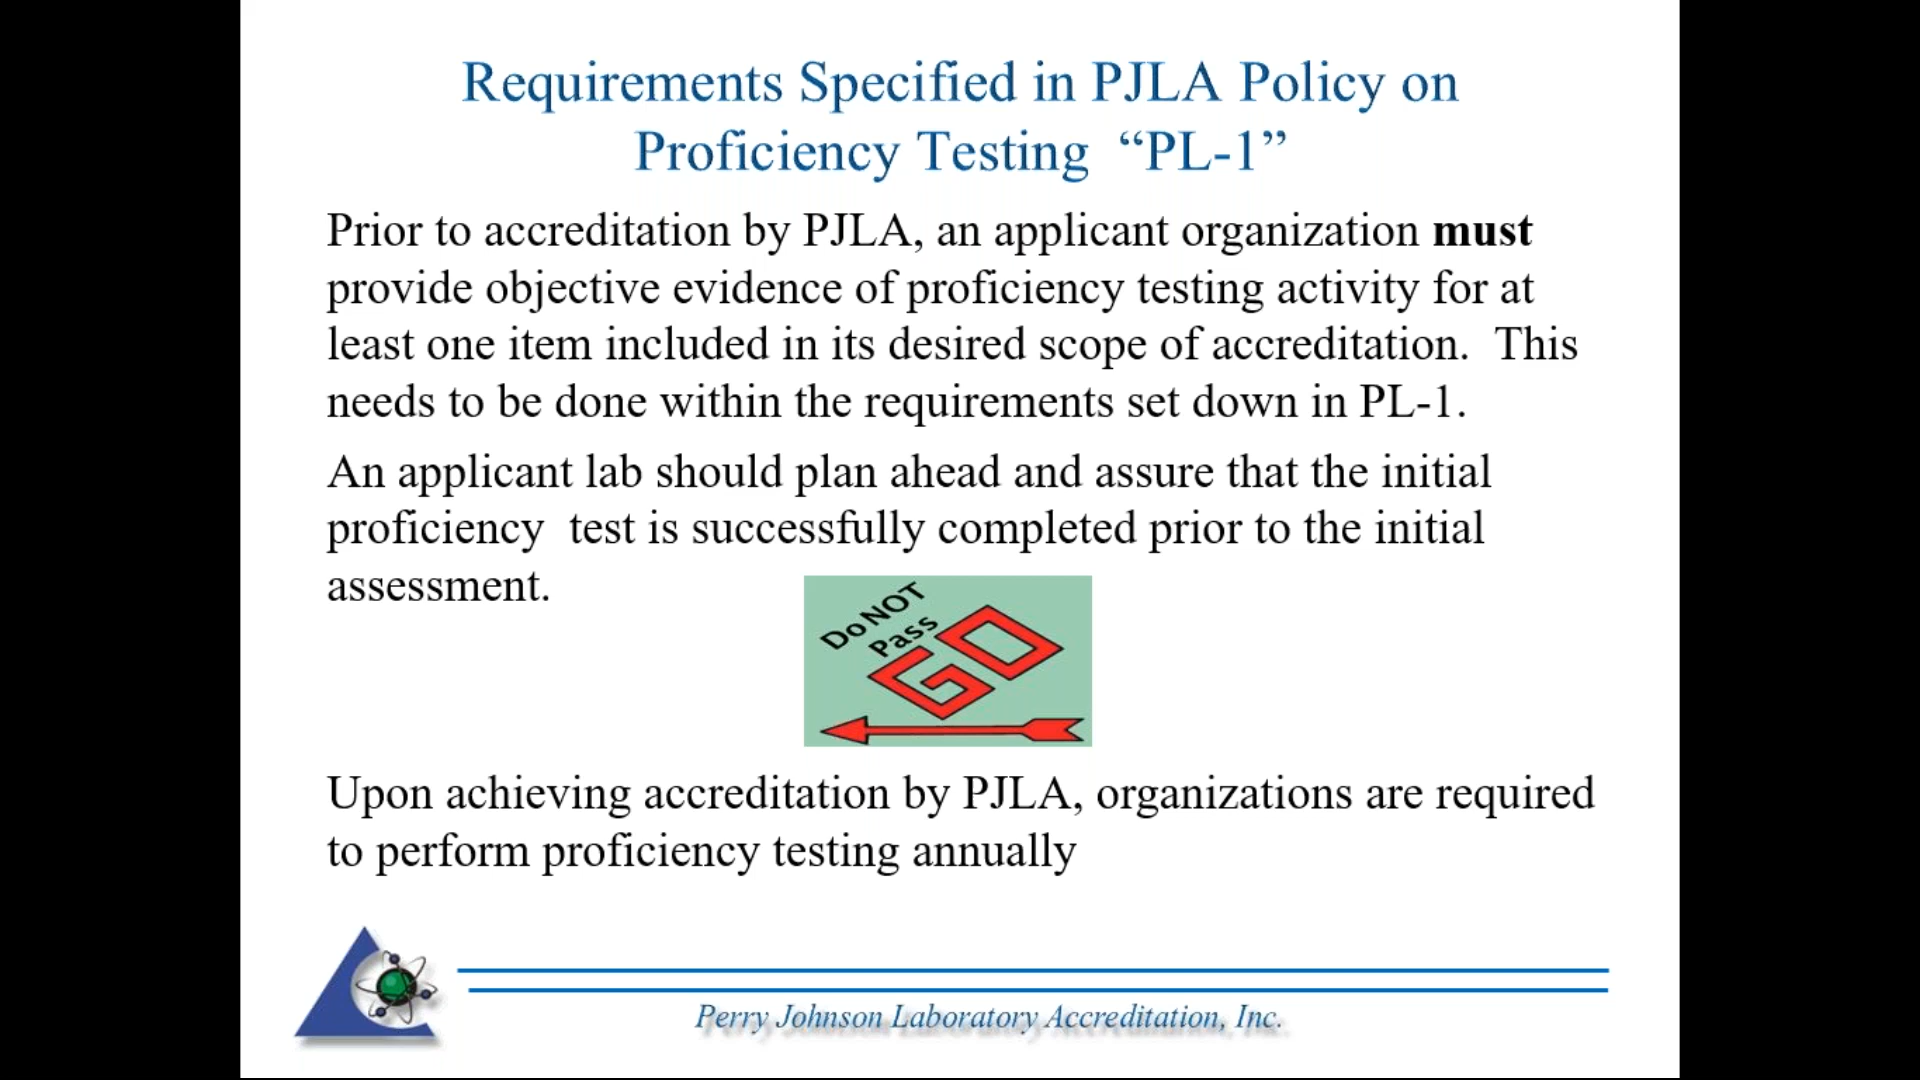 Requirements Specified in PJLA Policy on
Proficiency Testing “PL-1”
Prior to accreditation by PJLA, an applicant organization must
provide objective evidence of proficiency testing activity for at
least one item included in its desired scope of accreditation. This
needs to be done within the requirements set down in PL-1.
An applicant lab should plan ahead and assure that the initial
proficiency test is successfully completed prior to the initial
assessment.
Do NOT
Pass
GO
Upon achieving accreditation by PJLA, organizations are required
to perform proficiency testing annually
Perry Johnson Laboratory Accreditation, Inc.